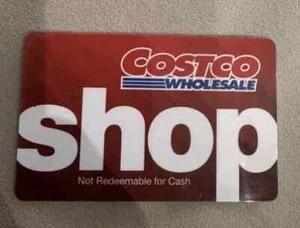 COSTCO
WHOLESALE
shop
Not Redeemable for Cash